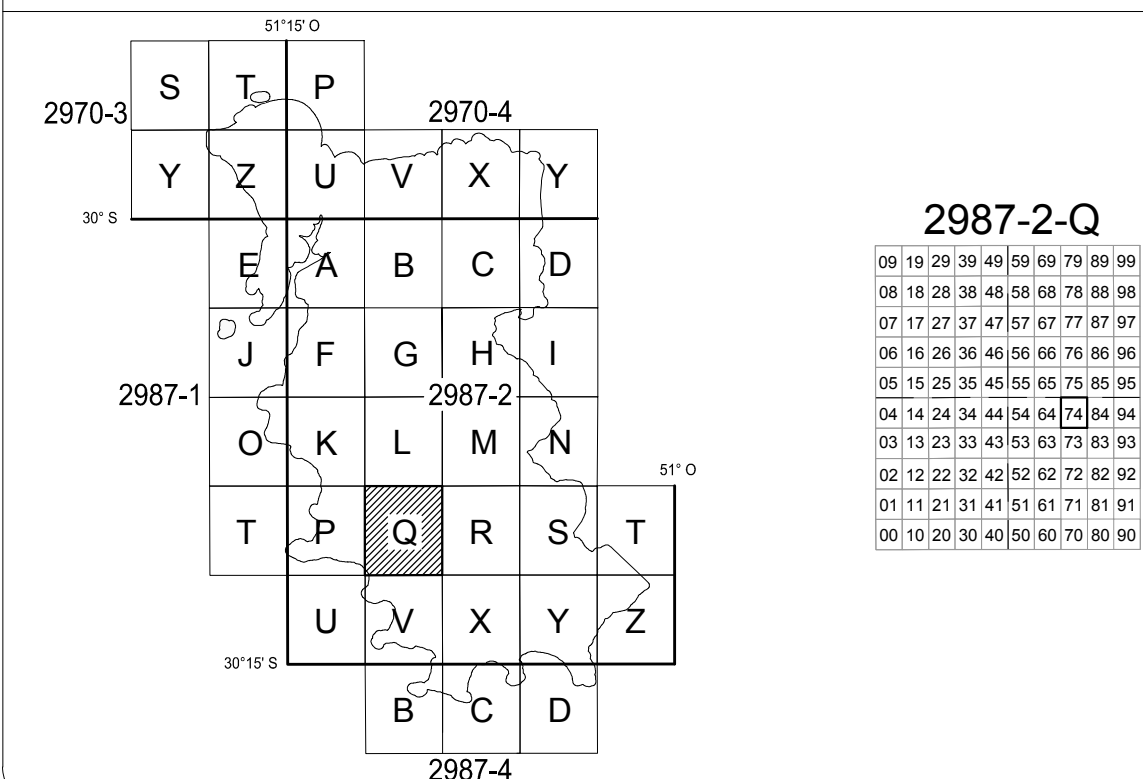 51°15' O
S T P
2970-3 2970-4
Y Z U V X Y
30° S
E A B C D
J F G H I
2987-1 2987-2
O K L M N
51° O
T P Q R S T
U V X Y Z
30°15' S
B C D
2987-4
2987-2-Q
09 19 29 39 49 59 69 79 89 99
08 18 28 38 48 58 68 78 88 98
07 17 27 37 47 57 67 77 87 97
06 16 26 36 46 56 66 76 86 96
05 15 25 35 45 55 65 75 85 95
04 14 24 34 44 54 64 74 84 94
03 13 23 33 43 53 63 73 83 93
02 12 22 32 42 52 62 72 82 92
01 11 21 31 41 51 61 71 81 91
00 10 20 30 40 50 60 70 80 90